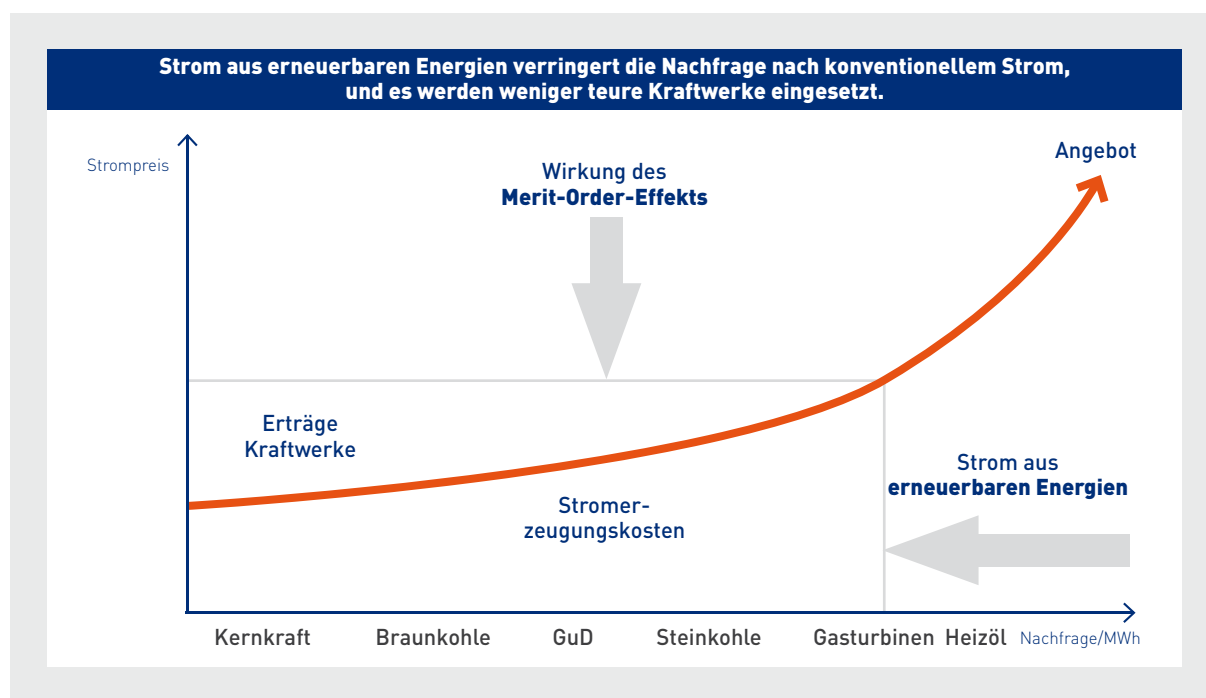 Strom aus erneuerbaren Energien verringert die Nachfrage nach konventionellem Strom,
und es werden weniger teure Kraftwerke eingesetzt.
Strompreis
Wirkung des
Merit-Order-Effekts
Angebot
Erträge
Kraftwerke
Stromer-
zeugungskosten
Strom aus
erneuerbaren Energien
Kernkraft Braunkohle GuD Steinkohle Gasturbinen Heizöl Nachfrage/MWh